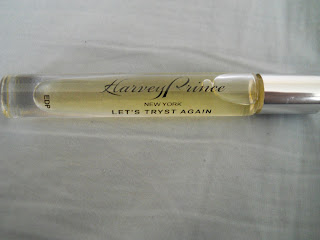 Harvey Prince
NEW YORK
LET'S TRYST AGAIN
EDP